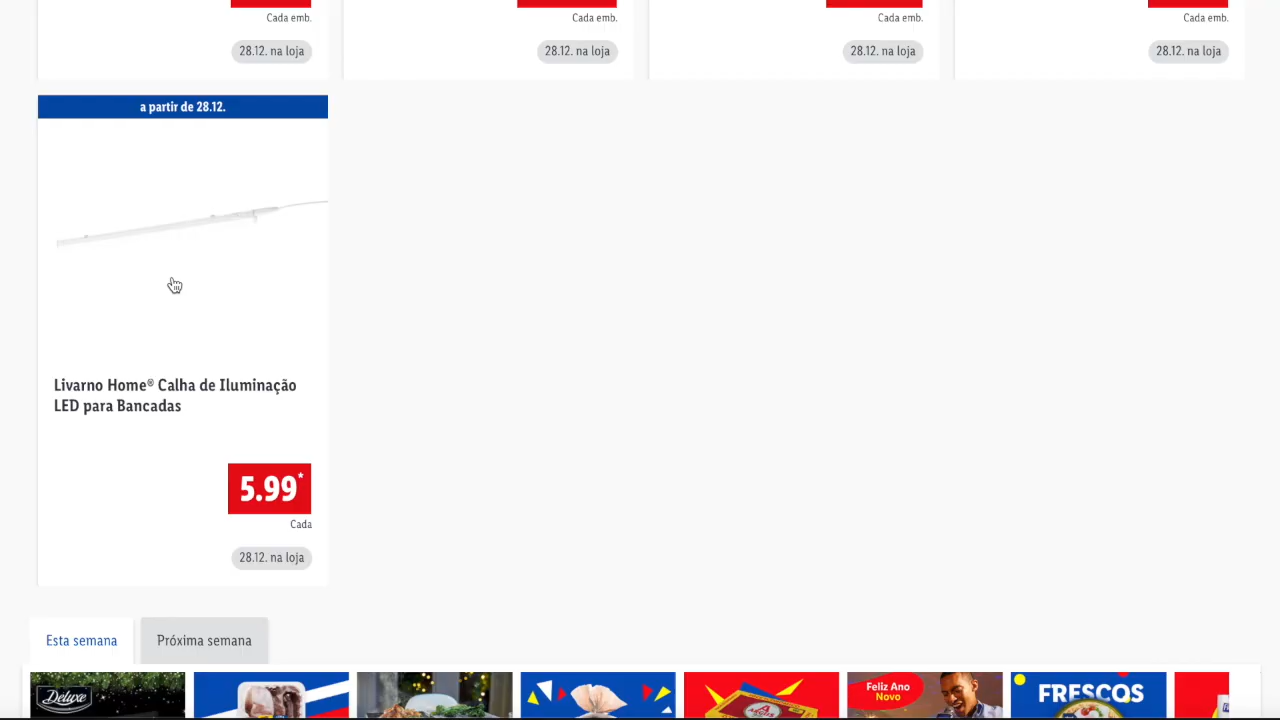 Cada emb.
Cada emb.
Cada emb.
Cada emb.
28.12. na loja
28.12. na loja
28.12. na loja
28.12. na loja
a partir de 28.12.
Livarno Home® Calha de Iluminação
LED para Bancadas
5.99*
Cada
28.12. na loja
Esta semana
Próxima semana
Deluxe
Feliz Ano
Novo
FRESCOS